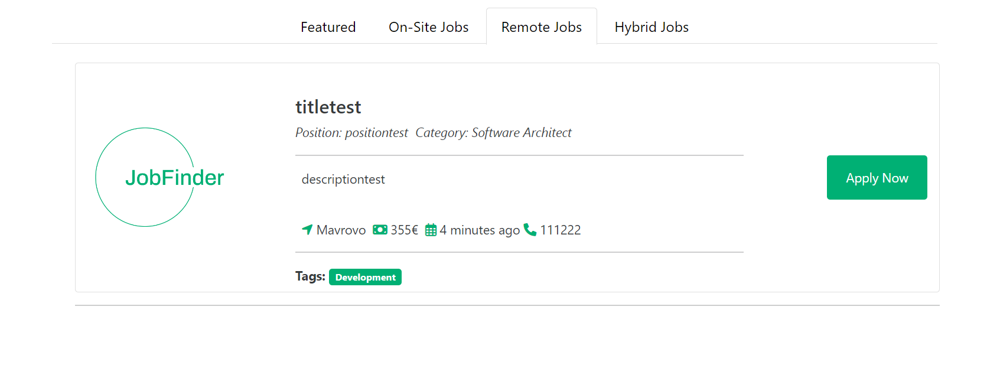 Featured On-Site Jobs Remote Jobs Hybrid Jobs
titletest
Position: positiontest Category: Software Architect
JobFinder
descriptiontest
Apply Now
Mavrovo 355€ 4 minutes ago 111222
Tags: Development